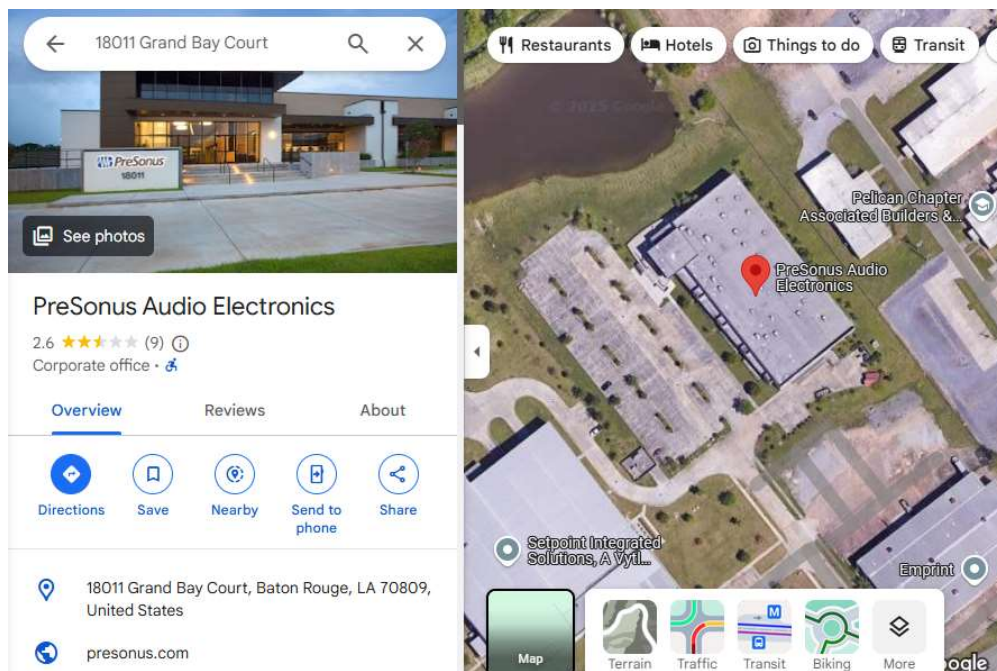 18011 Grand Bay Court
PreSonus
18011
See photos
PreSonus Audio Electronics
2.6 (9)
Corporate office
Overview Reviews About
Directions Save Nearby Send to phone Share
18011 Grand Bay Court, Baton Rouge, LA 70809,
United States
presonus.com
Restaurants Hotels Things to do Transit
© 2025 Google
Pelican Chapter
Associated Builders &...
PreSonus Audio
Electronics
Setpoint Integrated
Solutions, A Vytl...
Emprint
Map
M
Terrain Traffic Transit Biking More